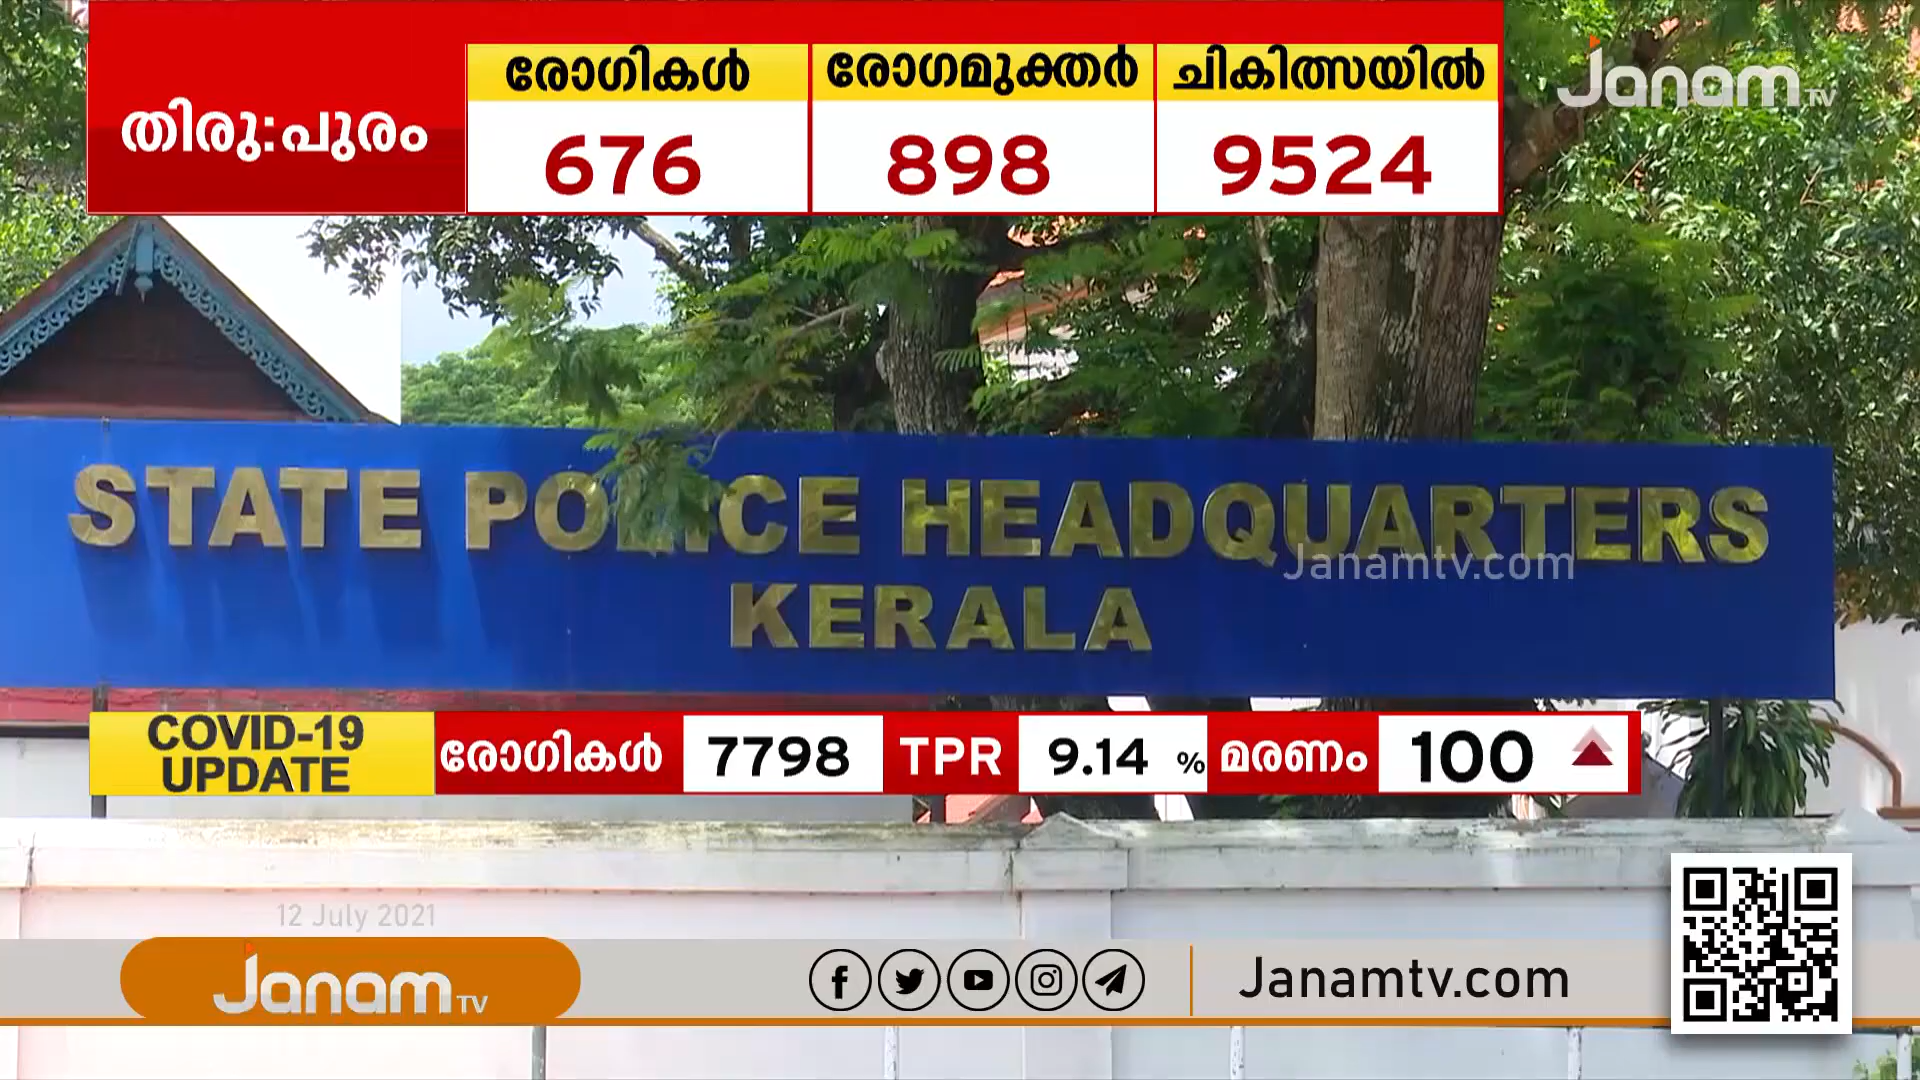 രോഗികൾ രോഗമുക്തർ ചികിത്സയിൽ
തിരു:പുരം 676 898 9524
Janam TV
STATE POLICE HEADQUARTERS
Janamtv.com
KERALA
COVID-19 UPDATE രോഗികൾ 7798 TPR 9.14 % മരണം 100
12 July 2021
Janam TV
Janamtv.com